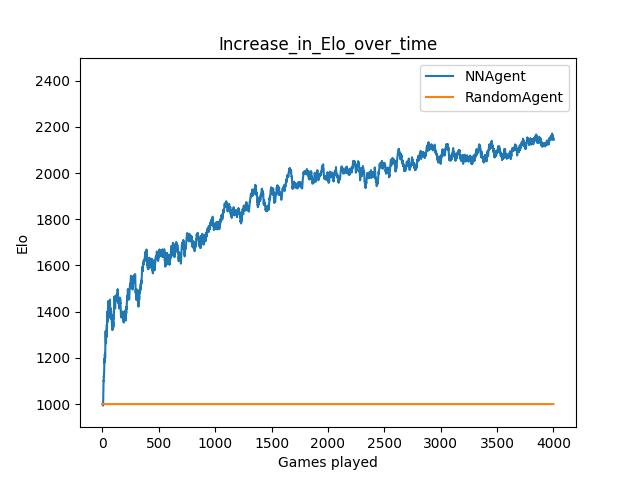 Increase_in_Elo_over_time
NNAgent
RandomAgent
2400
2200
2000
1800
1600
1400
1200
1000
Elo
0 500 1000 1500 2000 2500 3000 3500 4000
Games played